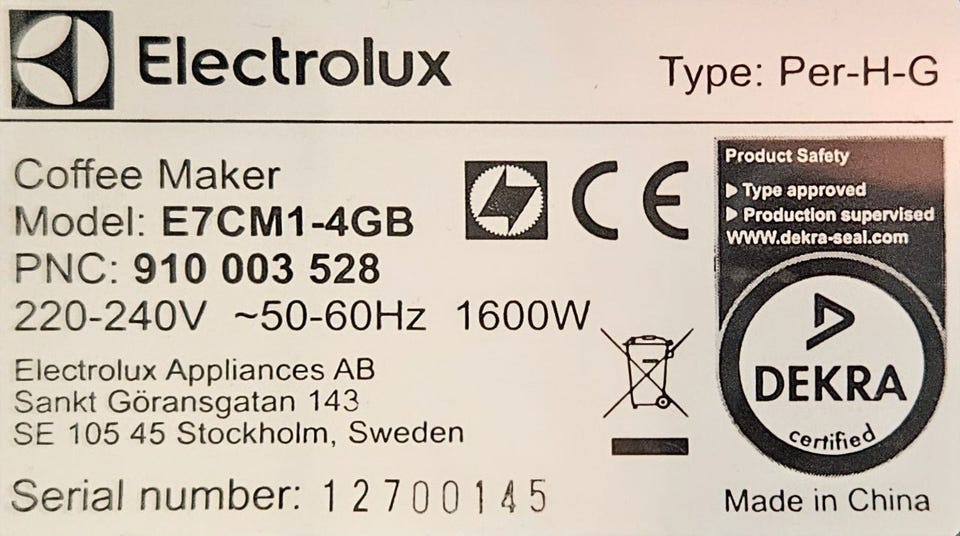 Electrolux
Type: Per-H-G
Coffee Maker
Model: E7CM1-4GB
PNC: 910 003 528
220-240V ~50-60Hz 1600W
Electrolux Appliances AB
Sankt Göransgatan 143
SE 105 45 Stockholm, Sweden
Serial number: 12700145
CE
Product Safety
Type approved
Production supervised
WWW.dekra-seal.com
DEKRA
certified
Made in China